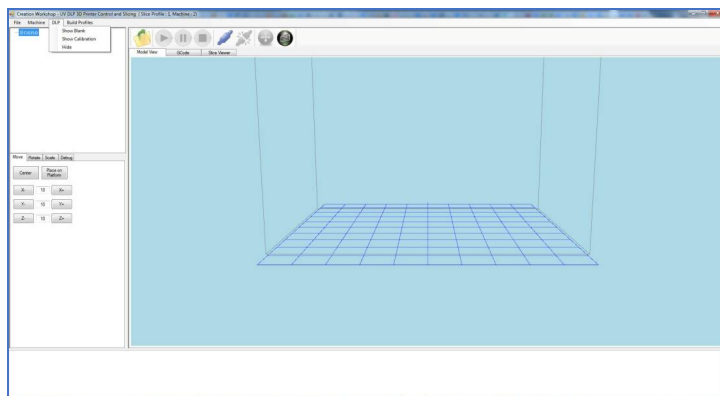 Creation Workshop - UV DLP 3D Printer Control and Slicing ( Slice Profile : 1, Machine : 2)
File Machine DLP Build Profiles
Show Blank
Show Calibration
Hide
Scene
Model View GCode Slice Viewer
Move Rotate Scale Debug
Center Place on Platform
X- 10 X+
Y- 10 Y+
Z- 10 Z+